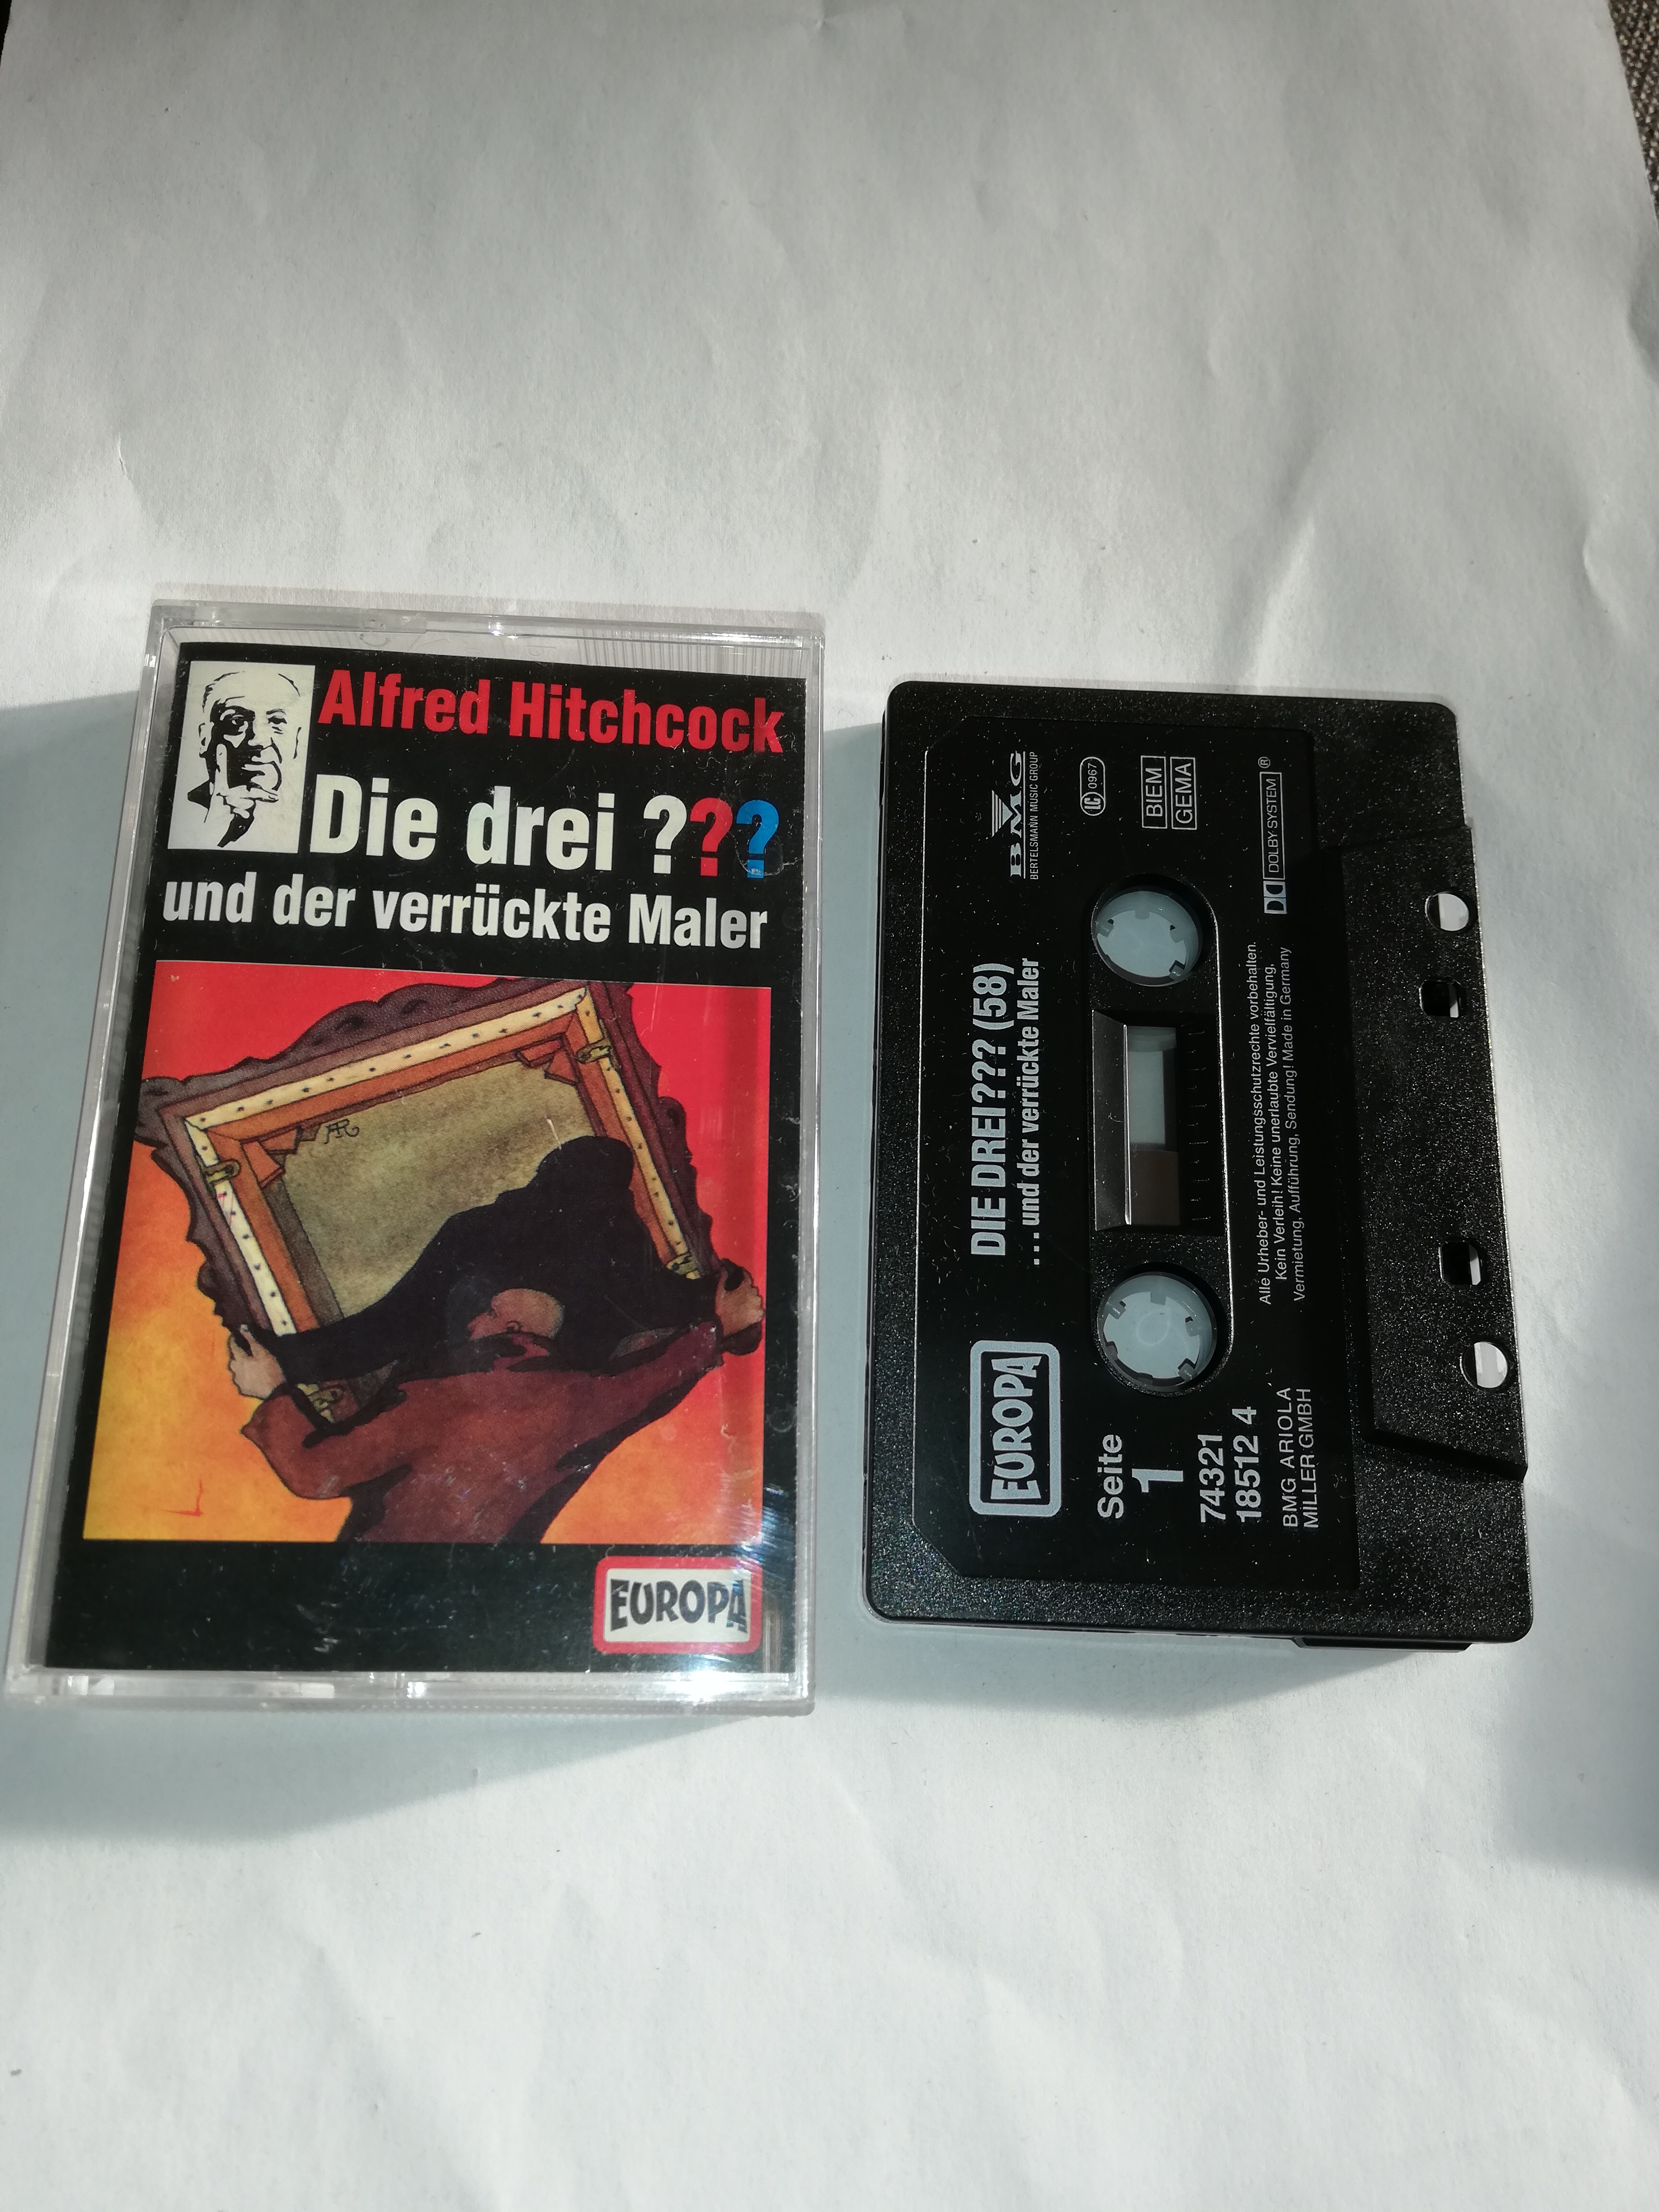 Alfred Hitchcock
Die drei ???
und der verrückte Maler
AR
EUROPA
BMG
BERTELSMANN MUSIC GROUP
LC 0967
BIEM
GEMA
DOLBY SYSTEM ®
DIE DREI??? (58)
...und der verrückte Maler
Alle Urheber- und Leistungsschutzrechte vorbehalten.
Kein Verleih! Keine unerlaubte Vervielfältigung,
Vermietung, Aufführung, Sendung! Made in Germany
EUROPA
Seite
1
74321
18512 4
BMG ARIOLA
MILLER GMBH